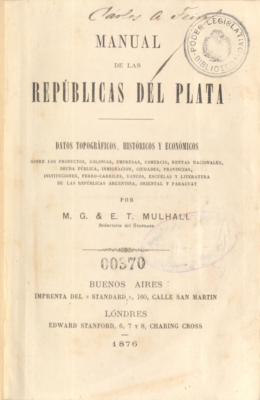 Carlos A.
PODER LEGISLATIVO
BIBLIOTECA
MANUAL
DE LAS
REPÚBLICAS DEL PLATA
DATOS TOPOGRÁFICOS, HISTÓRICOS Y ECONÓMICOS
SOBRE LOS PRODUCTOS, COLONIAS, EMPRESAS, COMERCIO, RENTAS NACIONALES,
DEUDA PÚBLICA, INMIGRACION, CIUDADES, PROVINCIAS,
INSTITUCIONES, FERRO-CARRILES, BANCOS, ESCUELAS Y LITERATURA
DE LAS REPÚBLICAS ARGENTINA, ORIENTAL Y PARAGUAY
POR
M. G. & E. T. MULHALL
Redactores del Standard
00370
BUENOS AIRES
IMPRENTA DEL « STANDARD », 160, CALLE SAN MARTIN
LÓNDRES
EDWARD STANFORD, 6, 7 y 8, CHARING CROSS
1876